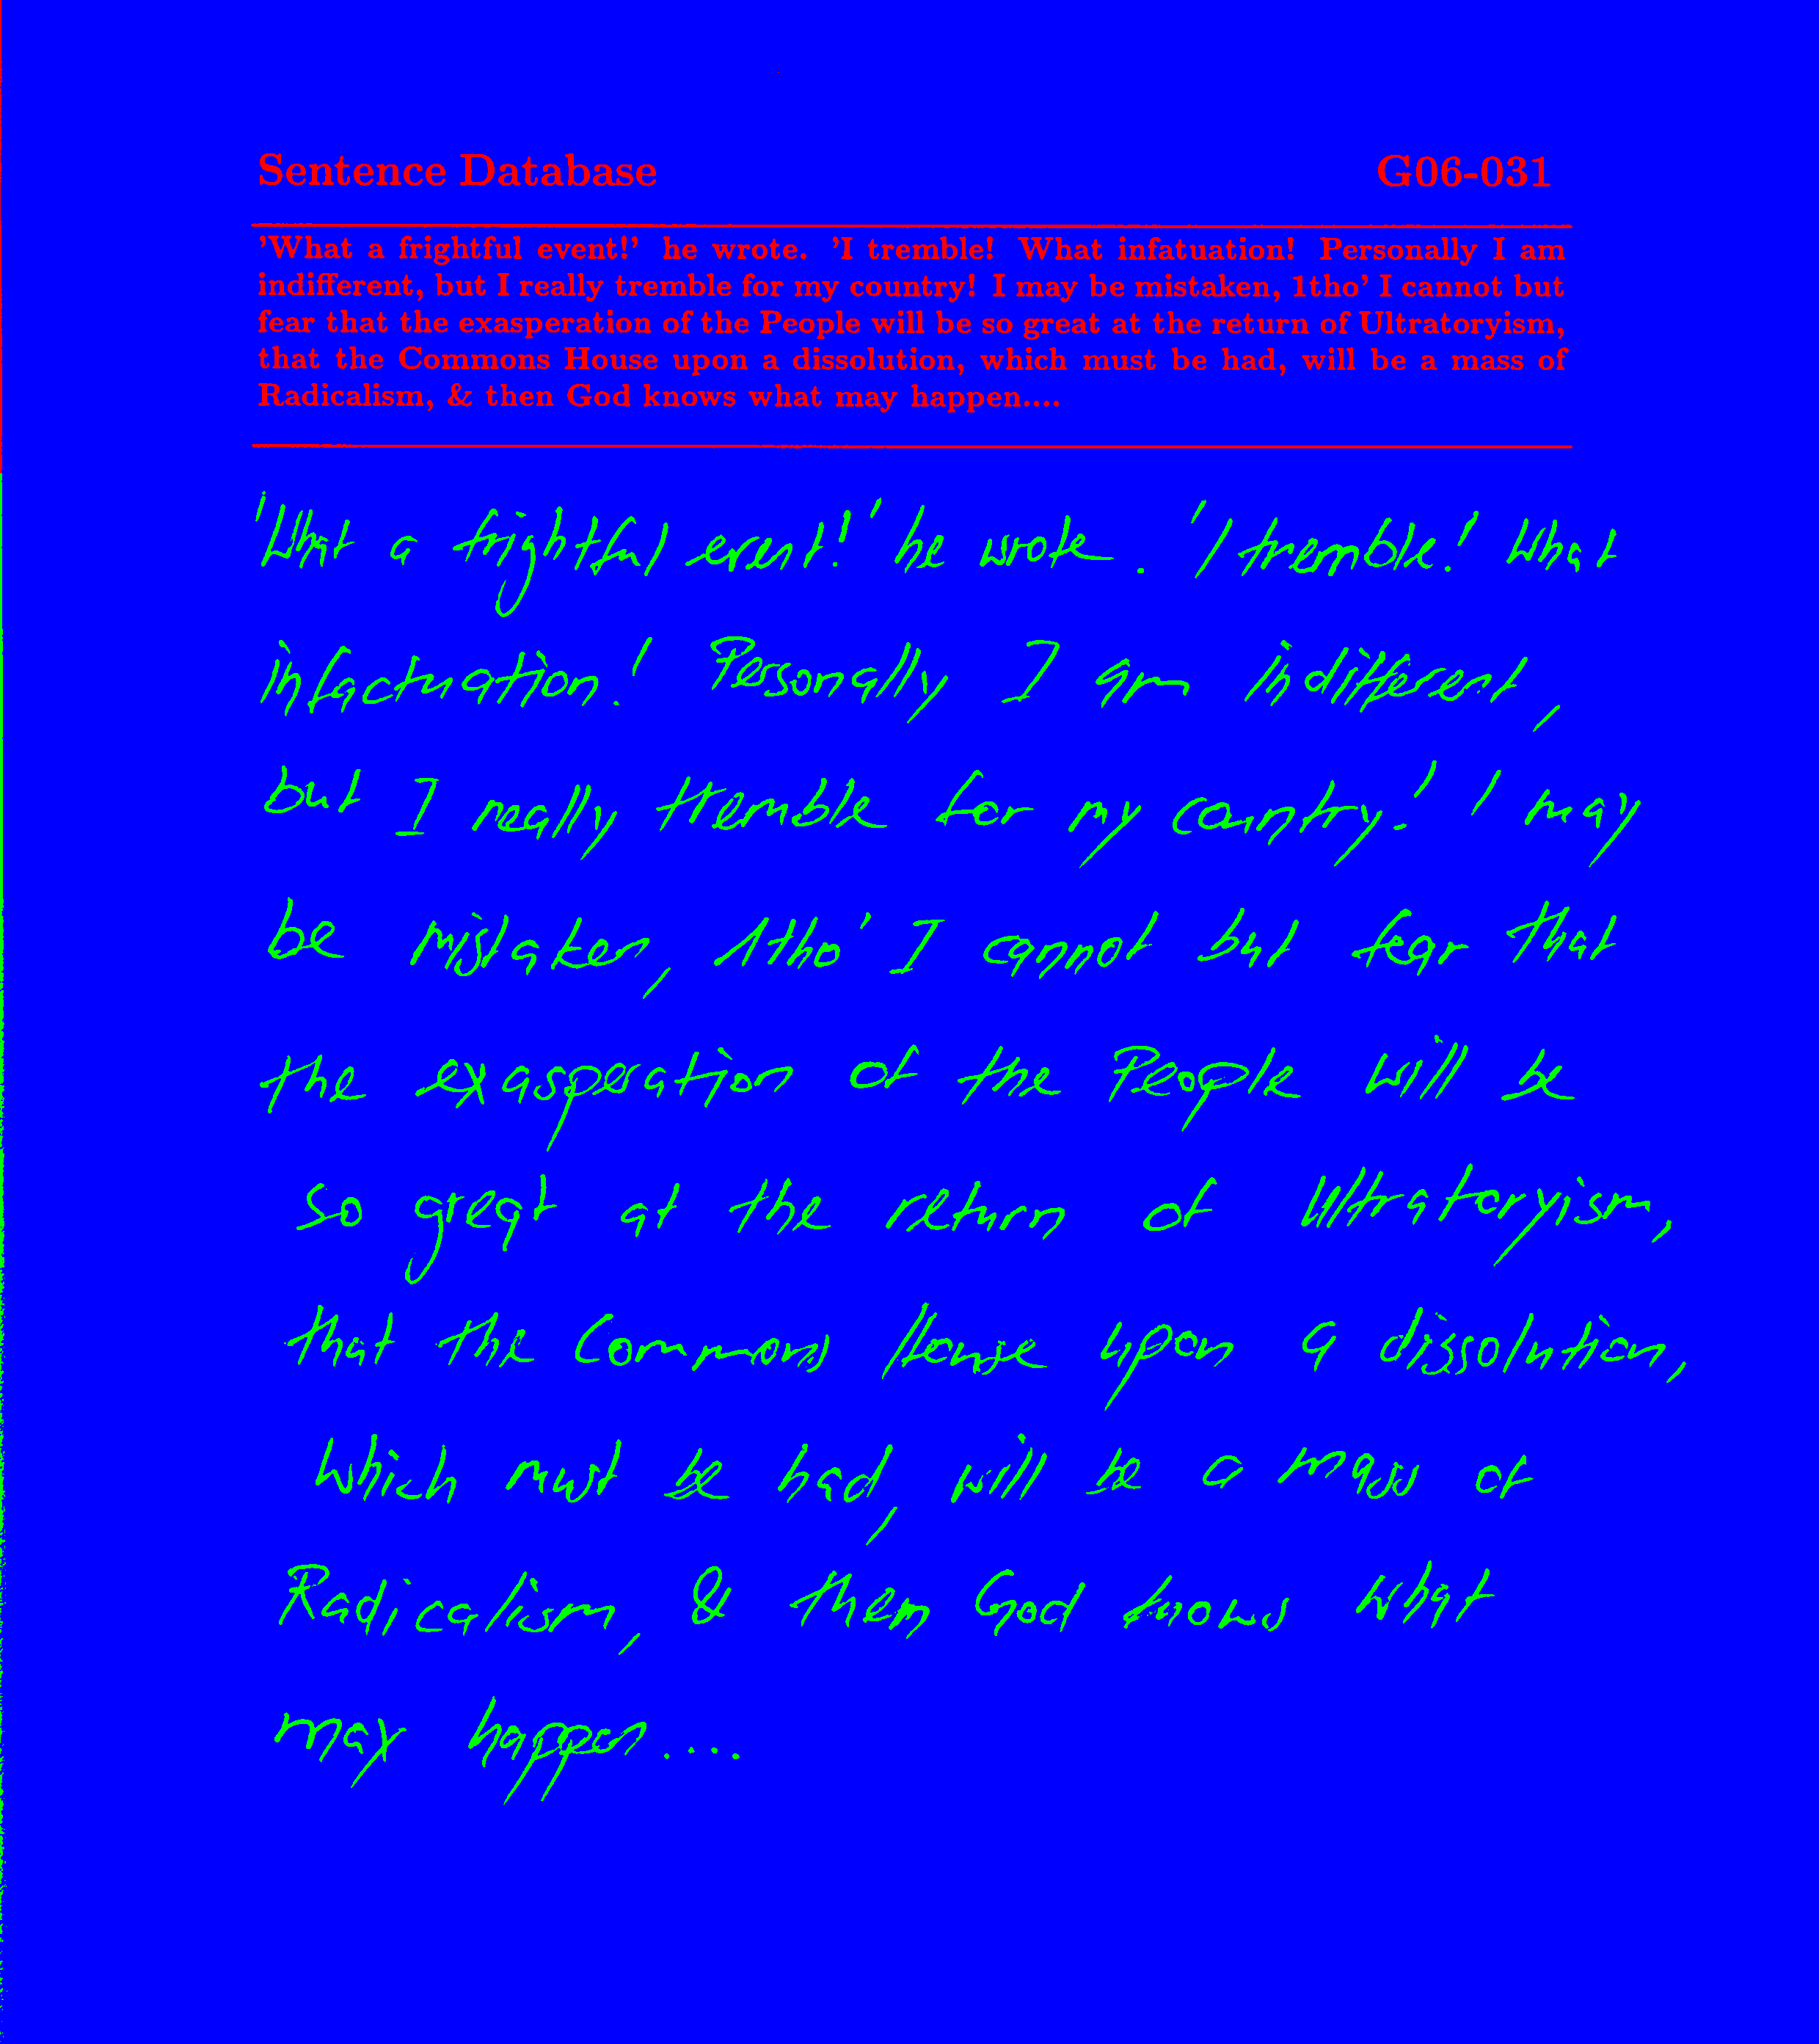 Sentence Database G06-031
'What a frightful event!' he wrote. 'I tremble! What infatuation! Personally I am
indifferent, but I really tremble for my country! I may be mistaken, 1tho' I cannot but
fear that the exasperation of the People will be so great at the return of Ultratoryism,
that the Commons House upon a dissolution, which must be had, will be a mass of
Radicalism, & then God knows what may happen....
'What a frightful event!' he wrote. 'I tremble! What
infactuation! Personally I am indifferent,
but I really tremble for my country! I may
be mistaken, 1tho' I cannot but fear that
the exasperation of the People will be
so great at the return of Ultratoryism,
that the Commons House upon a dissolution,
which must be had, will be a mass of
Radicalism, & then God knows what
may happen....